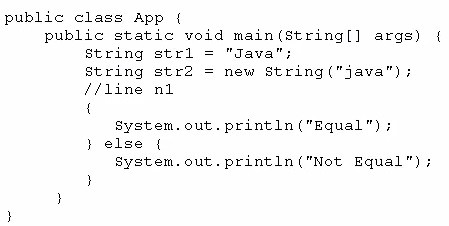 public class App {
    public static void main(String[] args) {
        String str1 = "Java";
        String str2 = new String("java");
        //line n1
        {
           System.out.println("Equal");
        } else {
           System.out.println("Not Equal");
        }
     }
}